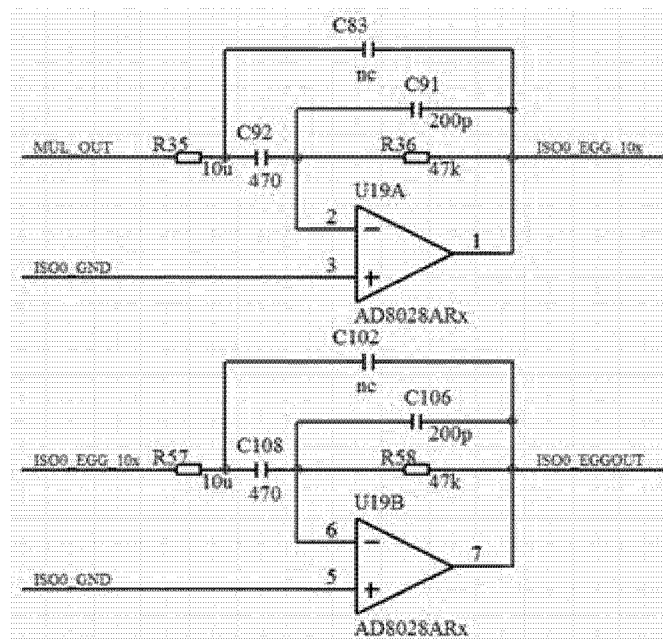 C83
nc
C91
200p
MUL_OUT R35 C92 R36 ISO0_EGG_10x
10u 470 47k
U19A
2 1
ISO0_GND 3
AD8028ARx
C102
nc
C106
200p
ISO0_EGG_10x R57 C108 R58 ISO0_EGGOUT
10u 470 47k
U19B
6 7
ISO0_GND 5
AD8028ARx